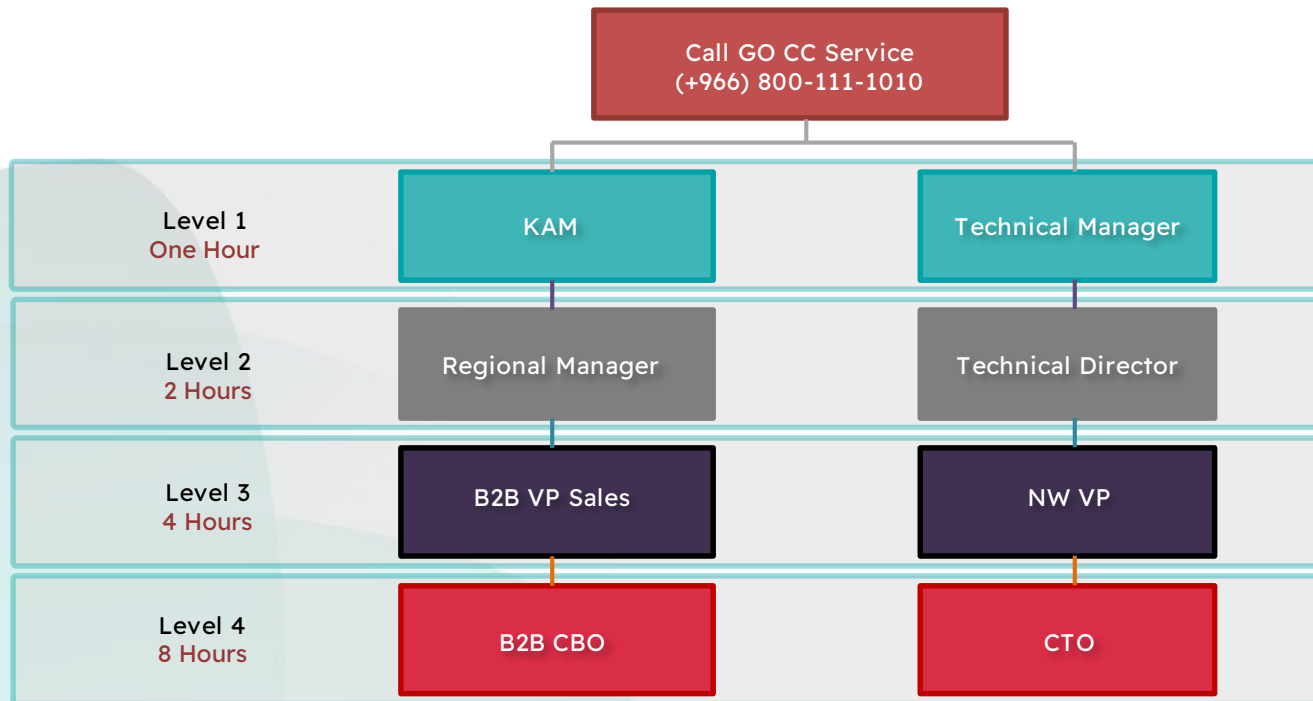 Call GO CC Service
(+966) 800-111-1010
Level 1
One Hour
KAM
Technical Manager
Level 2
2 Hours
Regional Manager
Technical Director
Level 3
4 Hours
B2B VP Sales
NW VP
Level 4
8 Hours
B2B CBO
CTO